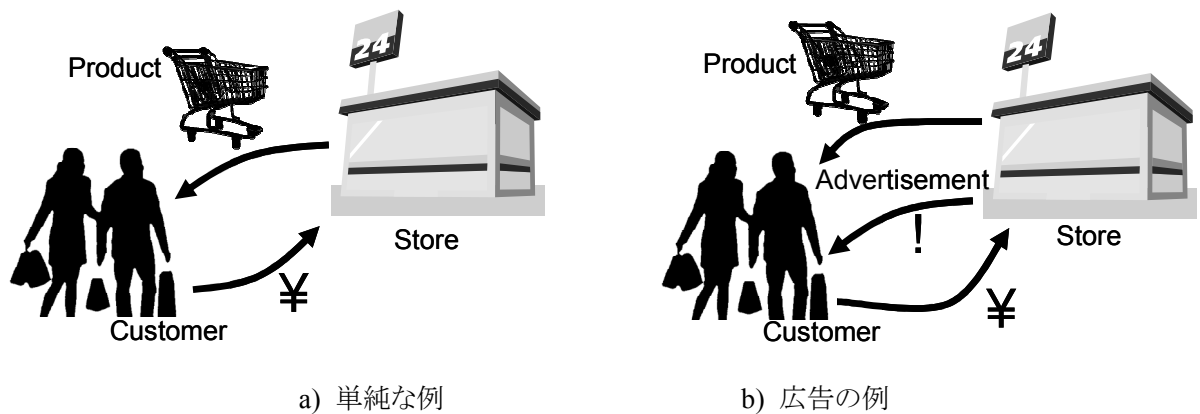 24
Product
Store
¥
Customer
a) 単純な例
24
Product
Advertisement
!
Store
¥
Customer
b) 広告の例